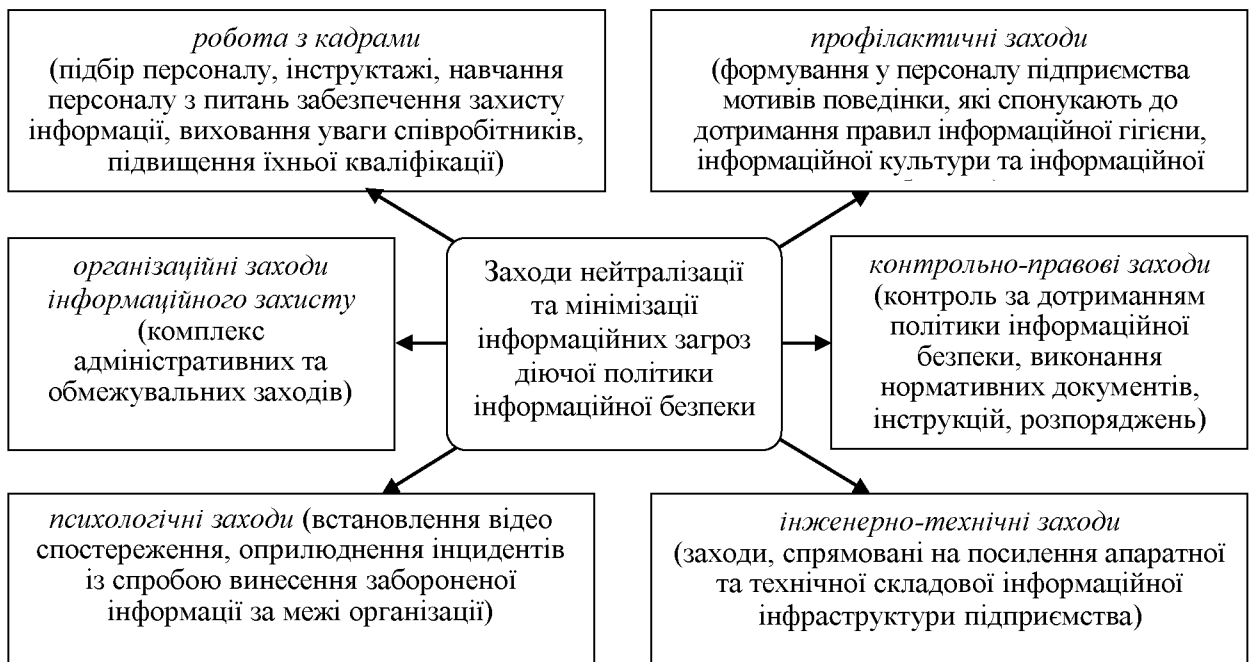 робота з кадрами
(підбір персоналу, інструктажі, навчання
персоналу з питань забезпечення захисту
інформації, виховання уваги співробітників,
підвищення їхньої кваліфікації)
профілактичні заходи
(формування у персоналу підприємства
мотивів поведінки, які спонукають до
дотримання правил інформаційної гігієни,
інформаційної культури та інформаційної
організаційні заходи
інформаційного захисту
(комплекс
адміністративних та
обмежувальних заходів)
Заходи нейтралізації
та мінімізації
інформаційних загроз
діючої політики
інформаційної безпеки
контрольно-правові заходи
(контроль за дотриманням
політики інформаційної
безпеки, виконання
нормативних документів,
інструкцій, розпоряджень)
психологічні заходи (встановлення відео
спостереження, оприлюднення інцидентів
із спробою винесення забороненої
інформації за межі організації)
інженерно-технічні заходи
(заходи, спрямовані на посилення апаратної
та технічної складової інформаційної
інфраструктури підприємства)